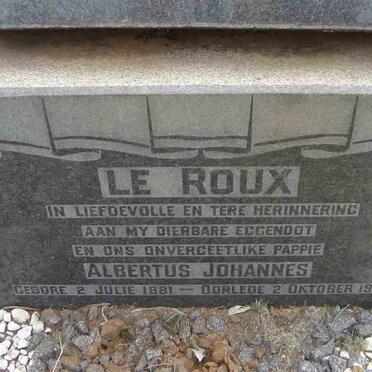 LE ROUX
IN LIEFDEVOLLE EN TERE HERINNERING
AAN MY DIERBARE EGGENOOT
EN ONS ONVERGEETLIKE PAPPIE
ALBERTUS JOHANNES
GEBORE 2 JULIE 1881 — OORLEDE 2 OKTOBER